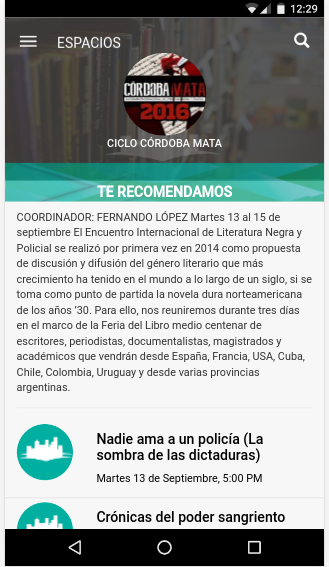 12:29
ESPACIOS
CÓRDOBA MATA
2016
CICLO CÓRDOBA MATA
TE RECOMENDAMOS
COORDINADOR: FERNANDO LÓPEZ Martes 13 al 15 de
septiembre El Encuentro Internacional de Literatura Negra y
Policial se realizó por primera vez en 2014 como propuesta
de discusión y difusión del género literario que más
crecimiento ha tenido en el mundo a lo largo de un siglo, si se
toma como punto de partida la novela dura norteamericana
de los años '30. Para ello, nos reuniremos durante tres días
en el marco de la Feria del Libro medio centenar de
escritores, periodistas, documentalistas, magistrados y
académicos que vendrán desde España, Francia, USA, Cuba,
Chile, Colombia, Uruguay y desde varias provincias
argentinas.
Nadie ama a un policía (La
sombra de las dictaduras)
Martes 13 de Septiembre, 5:00 PM
Crónicas del poder sangriento